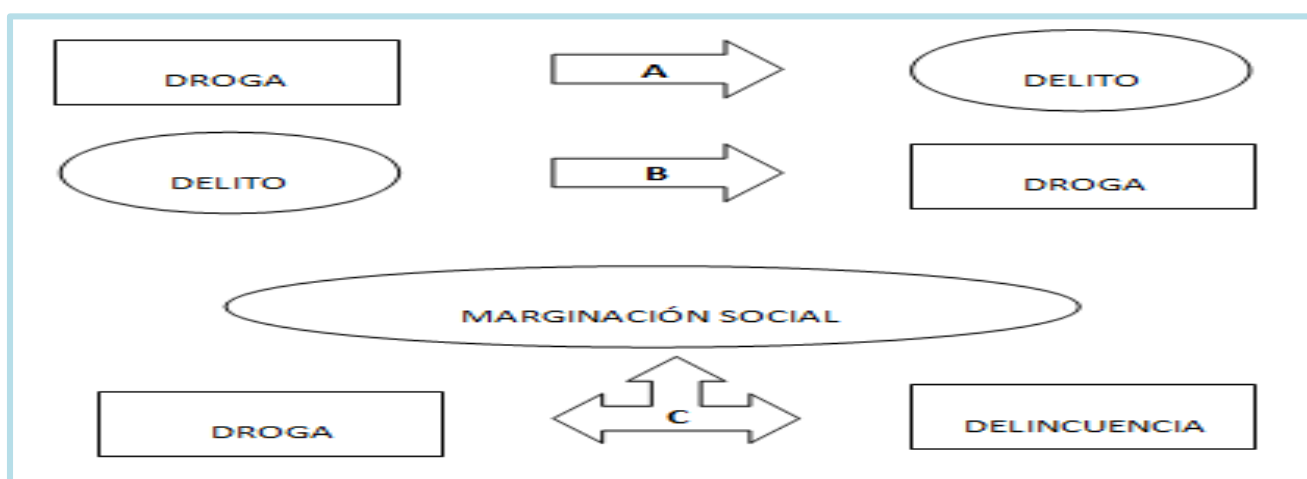 DROGA
A
DELITO
DELITO
B
DROGA
MARGINACIÓN SOCIAL
DROGA
C
DELINCUENCIA